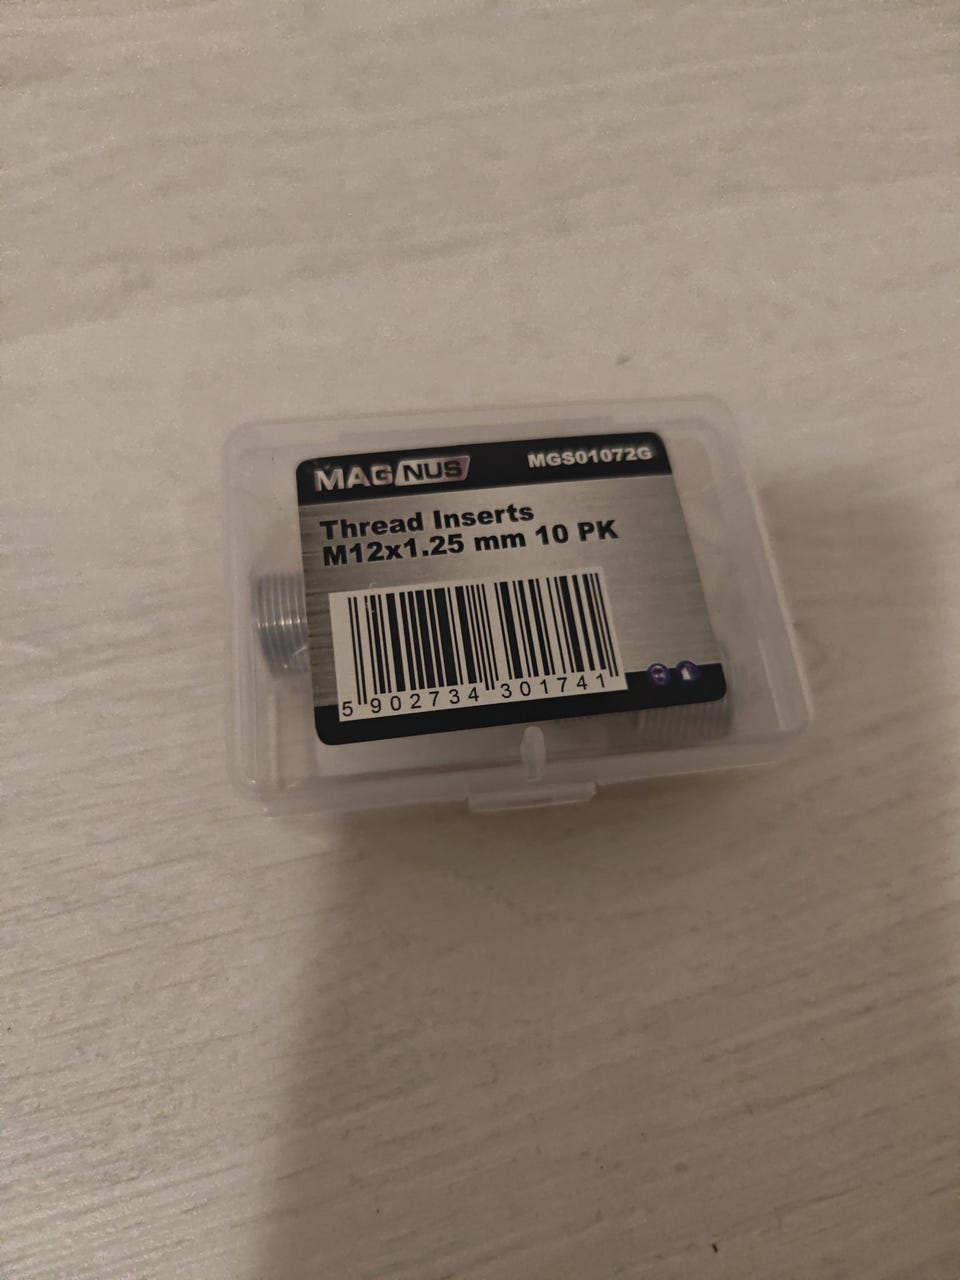 MAGNUS
MGS01072G
Thread Inserts
M12x1.25 mm 10 PK
5 902734 301741